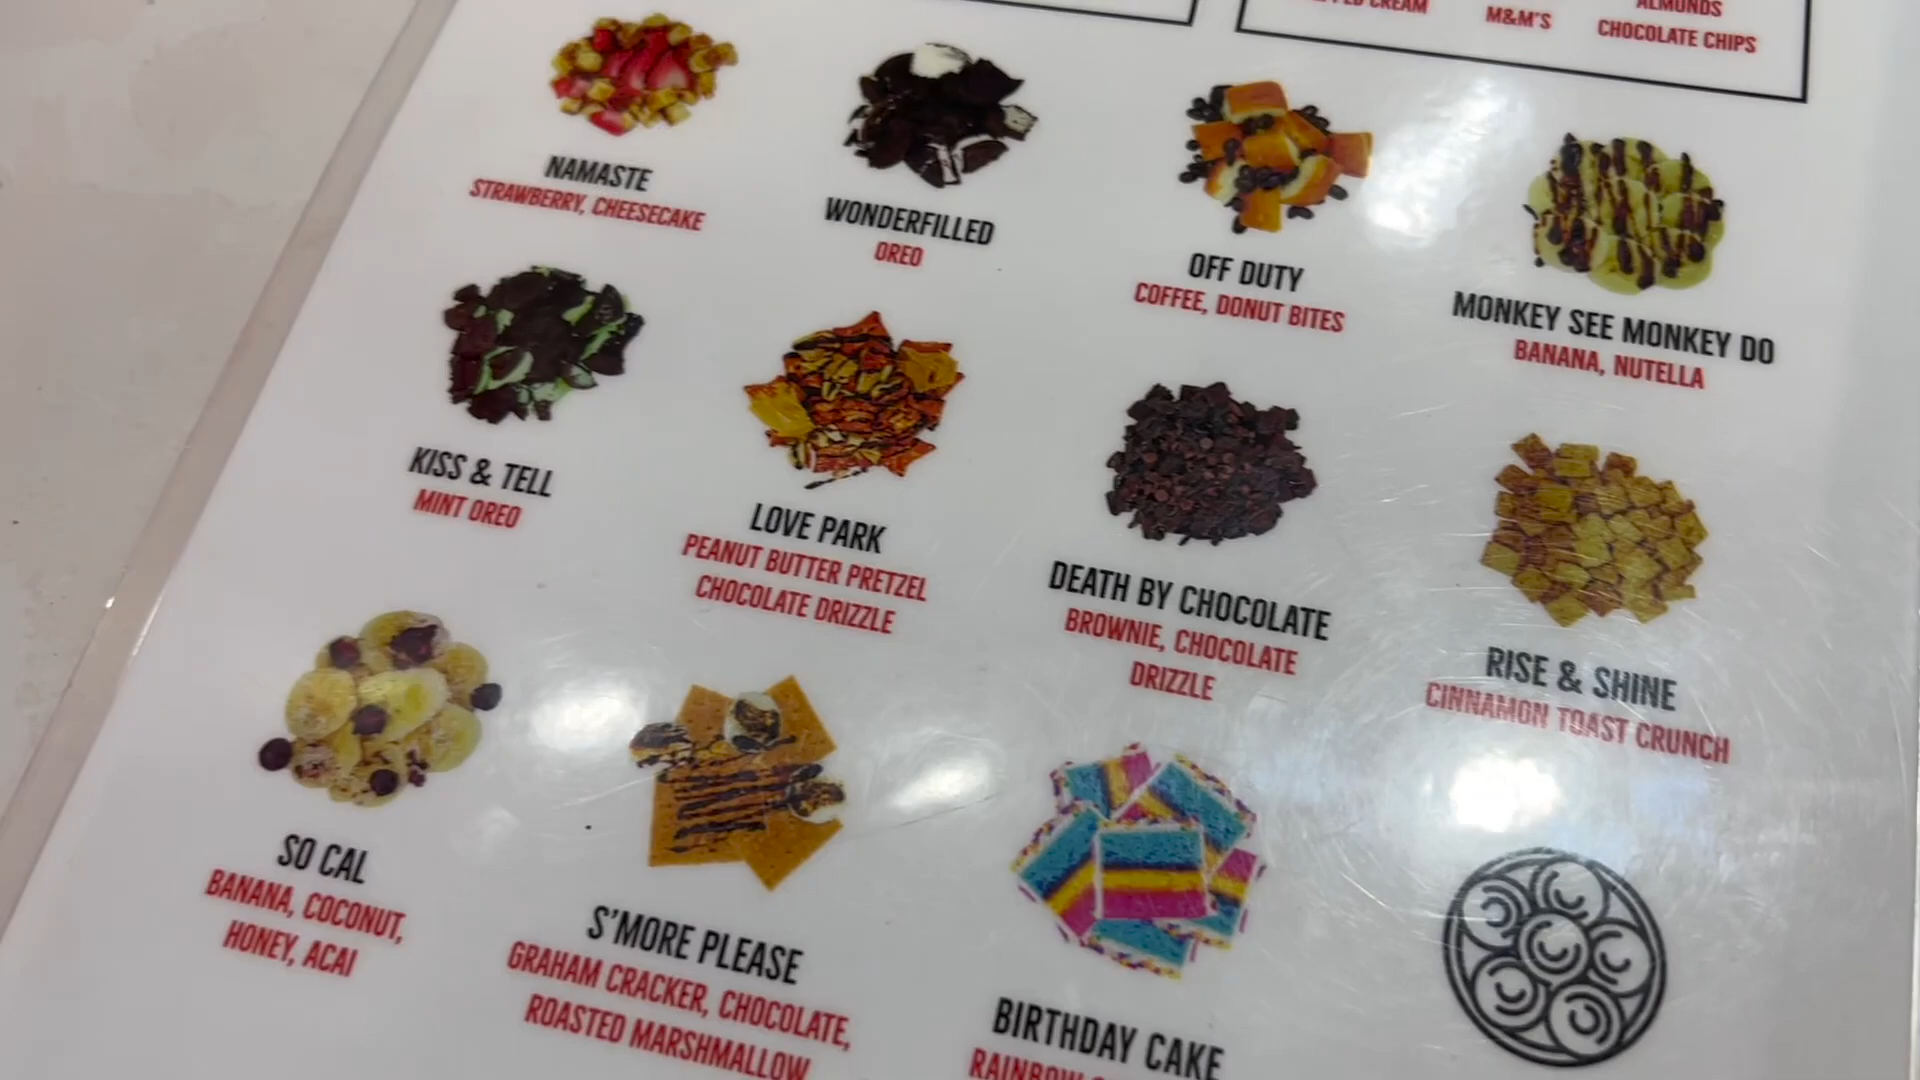 CREAM
M&M'S
ALMONDS
CHOCOLATE CHIPS
NAMASTE
STRAWBERRY, CHEESECAKE
WONDERFILLED
OREO
OFF DUTY
COFFEE, DONUT BITES
MONKEY SEE MONKEY DO
BANANA, NUTELLA
KISS & TELL
MINT OREO
LOVE PARK
PEANUT BUTTER PRETZEL
CHOCOLATE DRIZZLE
DEATH BY CHOCOLATE
BROWNIE, CHOCOLATE
DRIZZLE
RISE & SHINE
CINNAMON TOAST CRUNCH
SO CAL
BANANA, COCONUT,
HONEY, ACAI
S'MORE PLEASE
GRAHAM CRACKER, CHOCOLATE,
ROASTED MARSHMALLOW
BIRTHDAY CAKE
RAINBOW